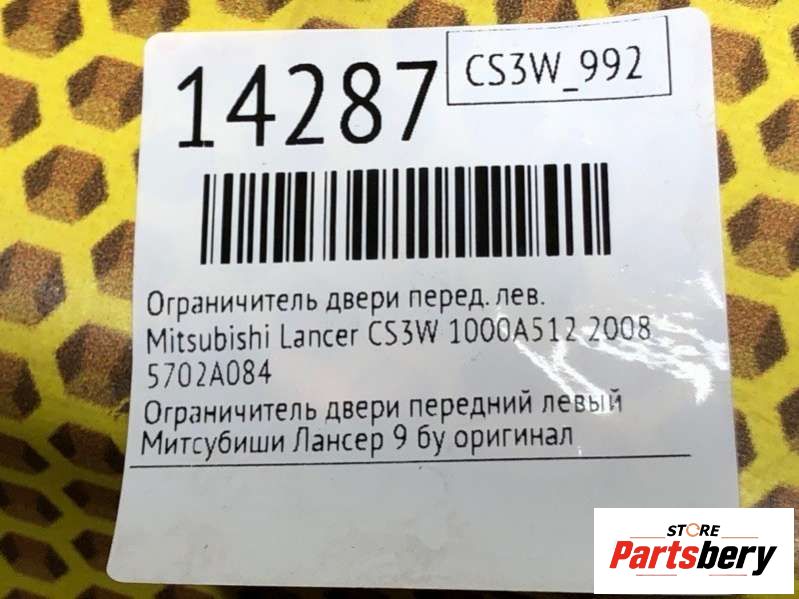 14287
CS3W_992
Ограничитель двери перед. лев.
Mitsubishi Lancer CS3W 1000A512 2008
5702A084
Ограничитель двери передний левый
Митсубиши Лансер 9 бу оригинал
STORE
Partsbery